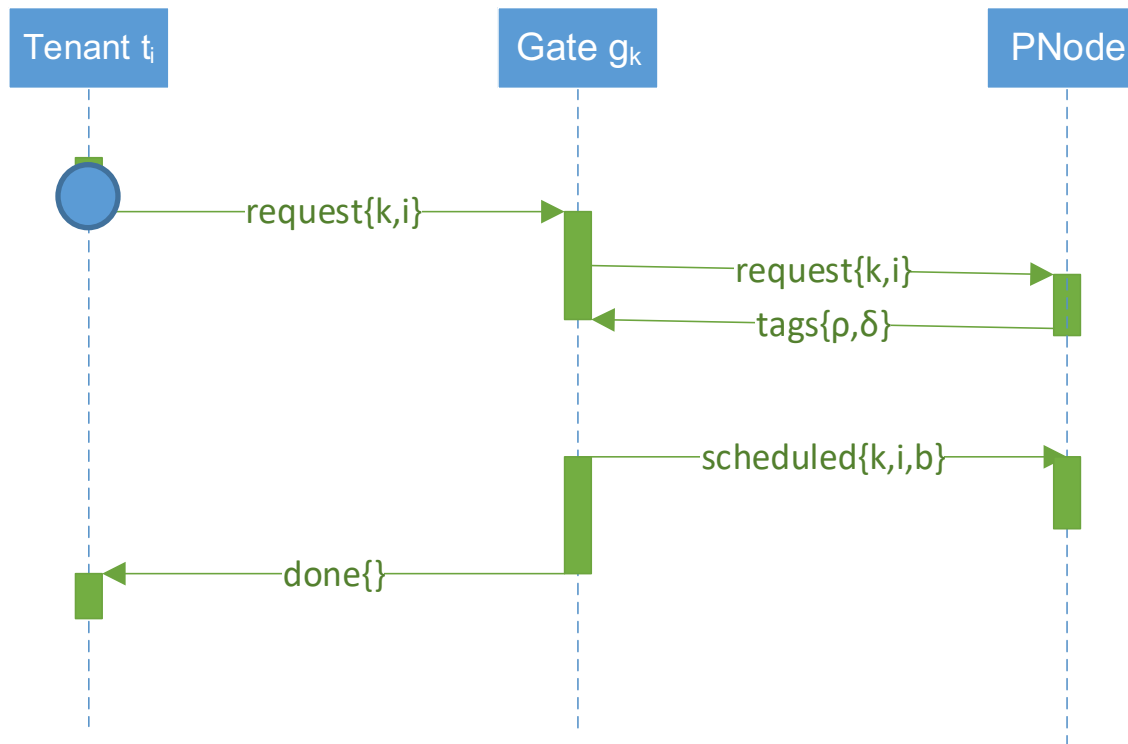 Tenant tᵢ
Gate gₖ
PNode
request{k,i}
request{k,i}
tags{ρ,δ}
scheduled{k,i,b}
done{}